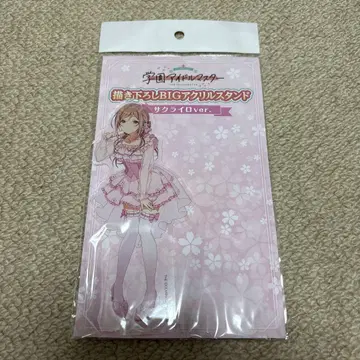 学園アイドルマスター
描き下ろしBIGアクリルスタンド
サクライロver.